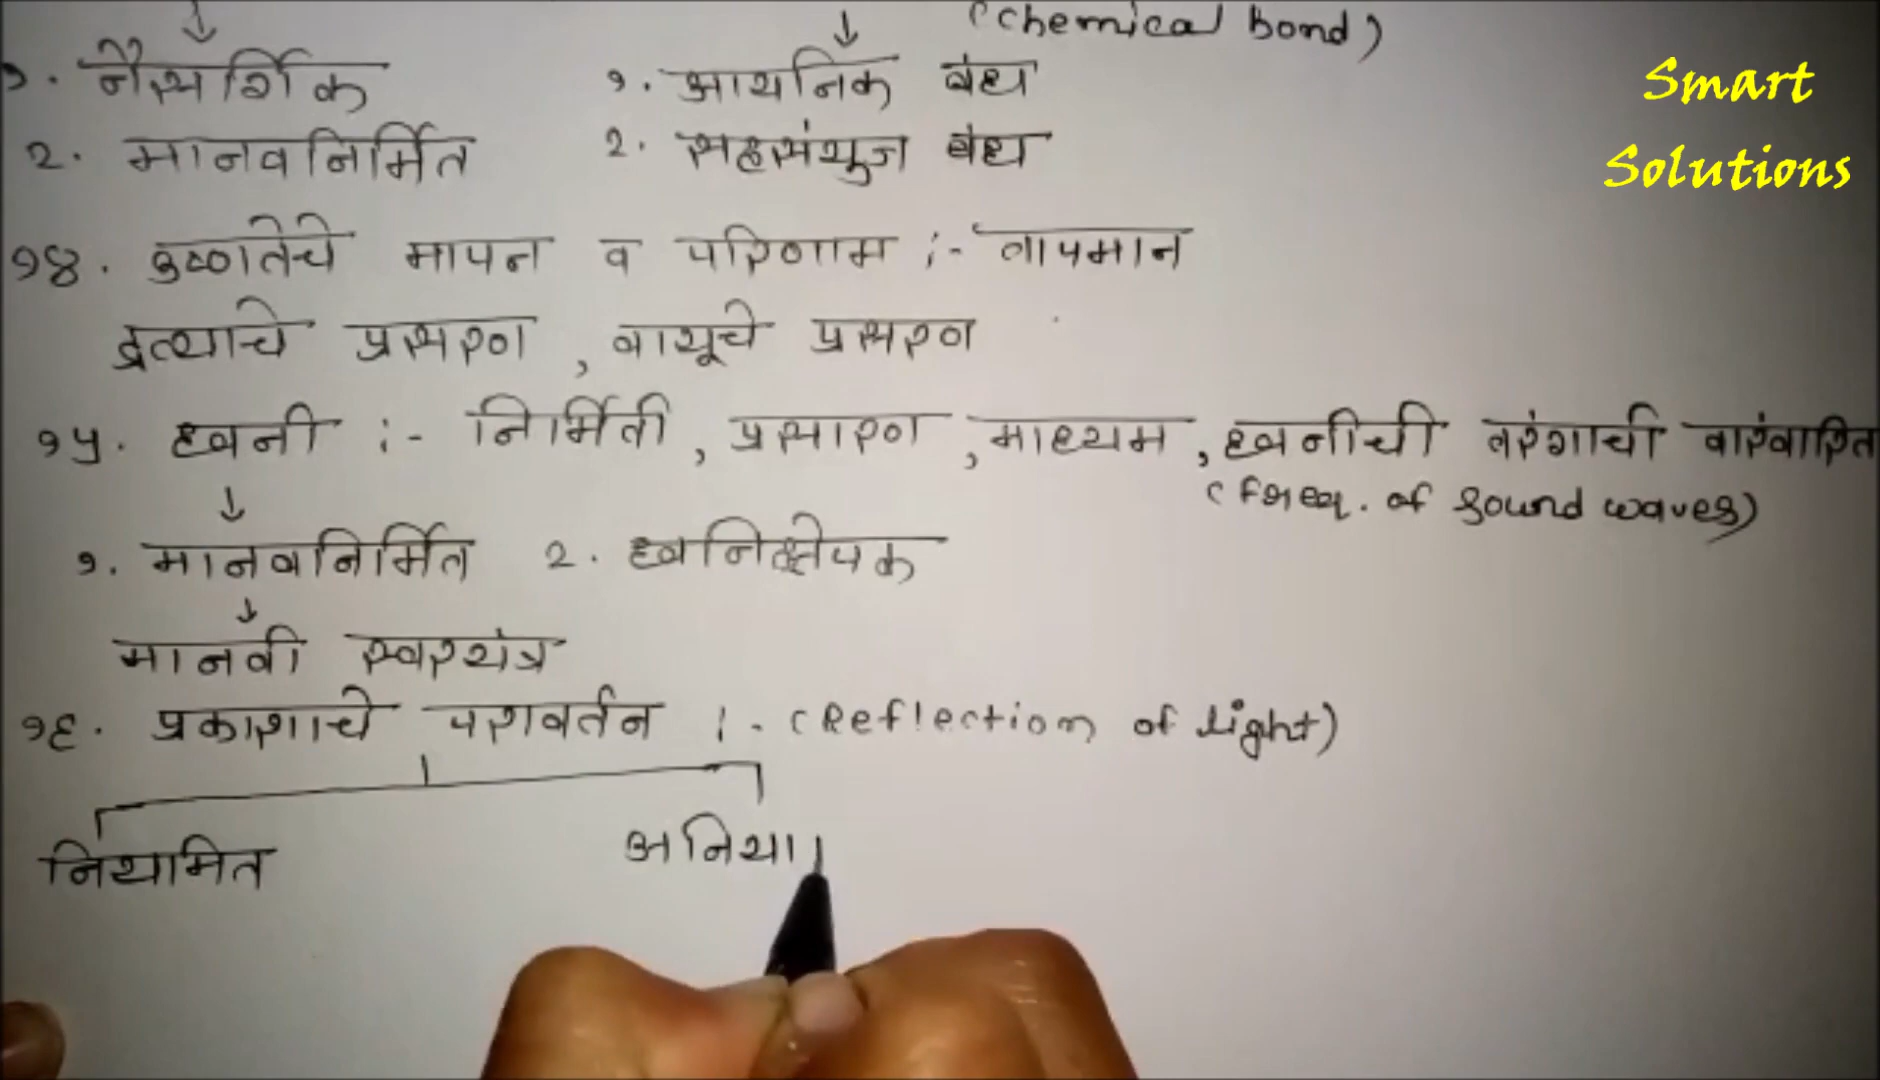 (chemical bond)
१. नैसर्गिक १. आयनिक बंध
२. मानवनिर्मित २. सहसंयुज बंध
१४. उष्णतेचे मापन व परिणाम :- तापमान
द्रव्याचे प्रसरण , वायूचे प्रसरण
१५. ध्वनी :- निर्मिती , प्रसारण , माध्यम , ध्वनीची तरंगाची वारंवारित
(Freq. of sound waves)
१. मानवनिर्मित २. ध्वनिक्षेपक
मानवी स्वरयंत्र
१६. प्रकाशाचे परावर्तन :- (Reflection of light)
नियामित अनिया
Smart
Solutions